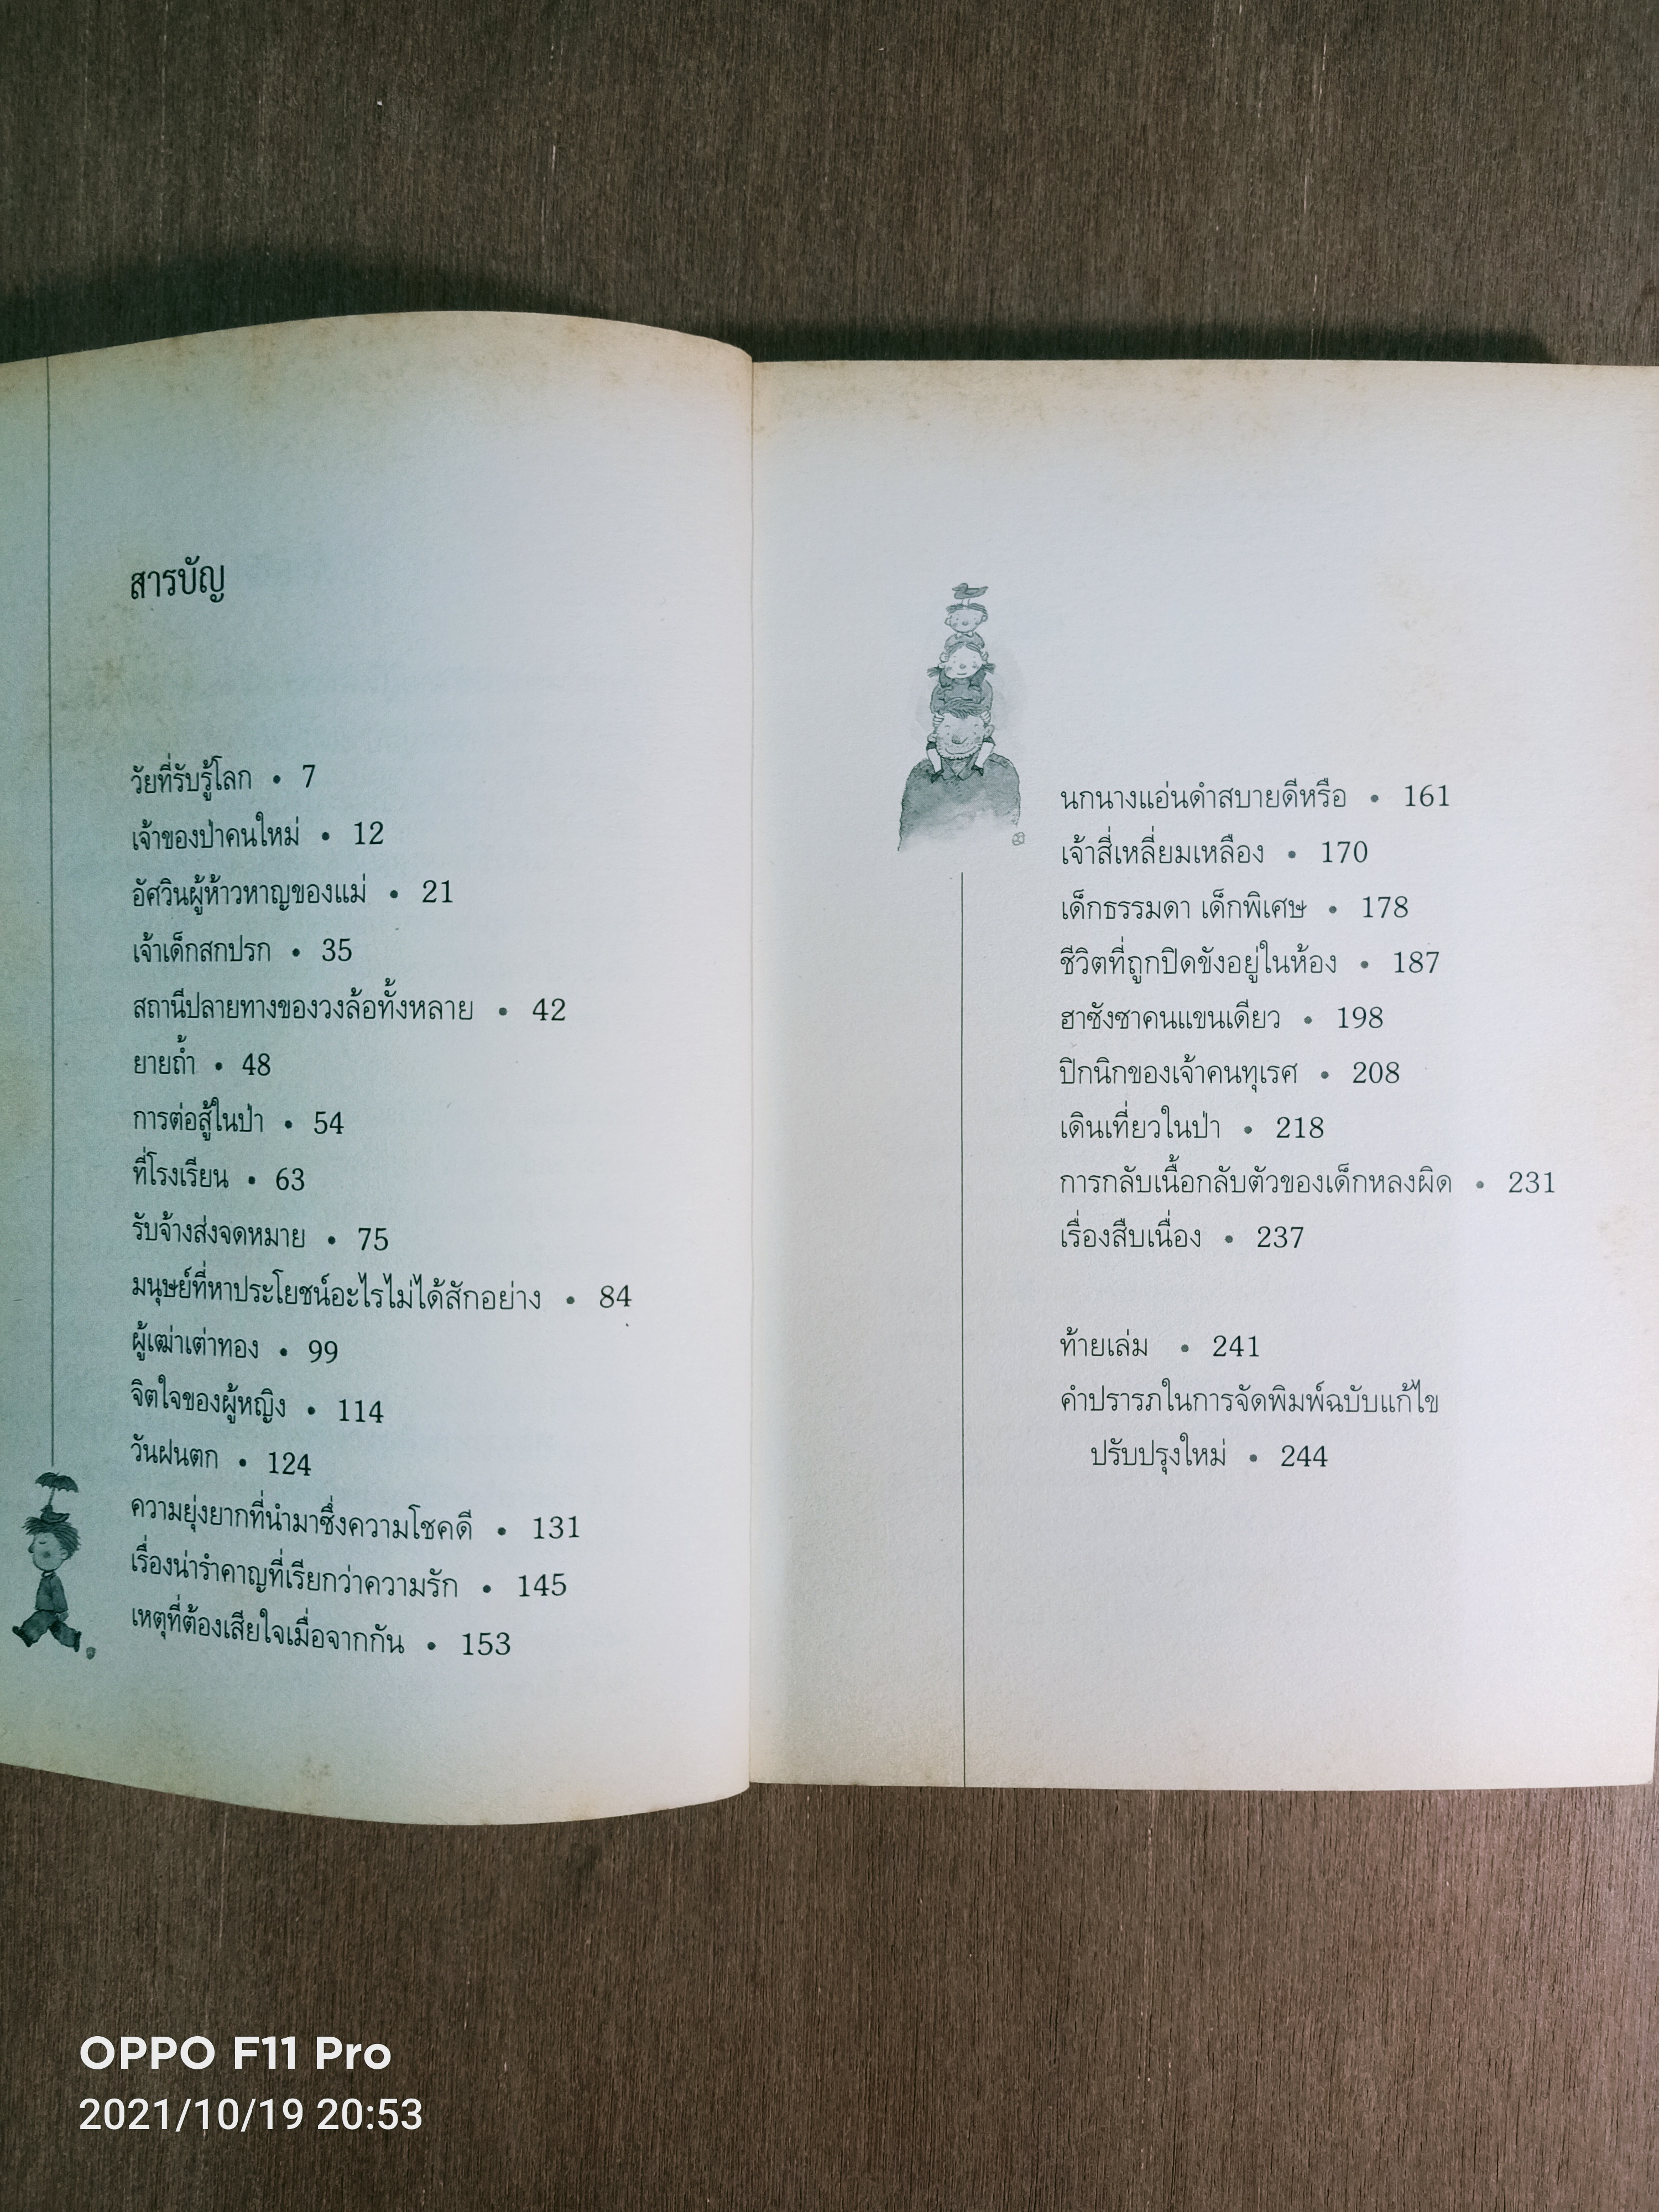 สารบัญ
วัยที่รับรู้โลก • 7
เจ้าของป่าคนใหม่ • 12
อัศวินผู้ห้าวหาญของแม่ • 21
เจ้าเด็กสกปรก • 35
สถานีปลายทางของวงล้อทั้งหลาย • 42
ยายถ้ำ • 48
การต่อสู้ในป่า • 54
ที่โรงเรียน • 63
รับจ้างส่งจดหมาย • 75
มนุษย์ที่หาประโยชน์อะไรไม่ได้สักอย่าง • 84
ผู้เฒ่าเต่าทอง • 99
จิตใจของผู้หญิง • 114
วันฝนตก • 124
ความยุ่งยากที่นำมาซึ่งความโชคดี • 131
เรื่องน่ารำคาญที่เรียกว่าความรัก • 145
เหตุที่ต้องเสียใจเมื่อจากกัน • 153
นกนางแอ่นดำสบายดีหรือ • 161
เจ้าสี่เหลี่ยมเหลือง • 170
เด็กธรรมดา เด็กพิเศษ • 178
ชีวิตที่ถูกปิดขังอยู่ในห้อง • 187
ฮาซังซาคนแขนเดียว • 198
ปิกนิกของเจ้าคนทุเรศ • 208
เดินเที่ยวในป่า • 218
การกลับเนื้อกลับตัวของเด็กหลงผิด • 231
เรื่องสืบเนื่อง • 237
ท้ายเล่ม • 241
คำปรารภในการจัดพิมพ์ฉบับแก้ไข
ปรับปรุงใหม่ • 244
OPPO F11 Pro
2021/10/19 20:53